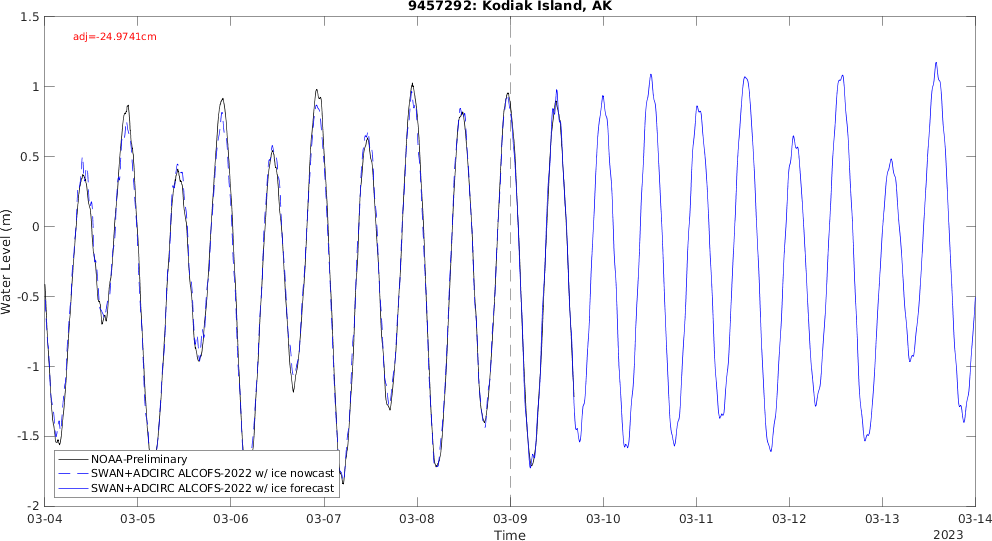 9457292: Kodiak Island, AK
adj=-24.9741cm
1.5
1
0.5
0
-0.5
-1
-1.5
-2
Water Level (m)
NOAA-Preliminary
SWAN+ADCIRC ALCOFS-2022 w/ ice nowcast
SWAN+ADCIRC ALCOFS-2022 w/ ice forecast
03-04 03-05 03-06 03-07 03-08 03-09 03-10 03-11 03-12 03-13 03-14
Time
2023